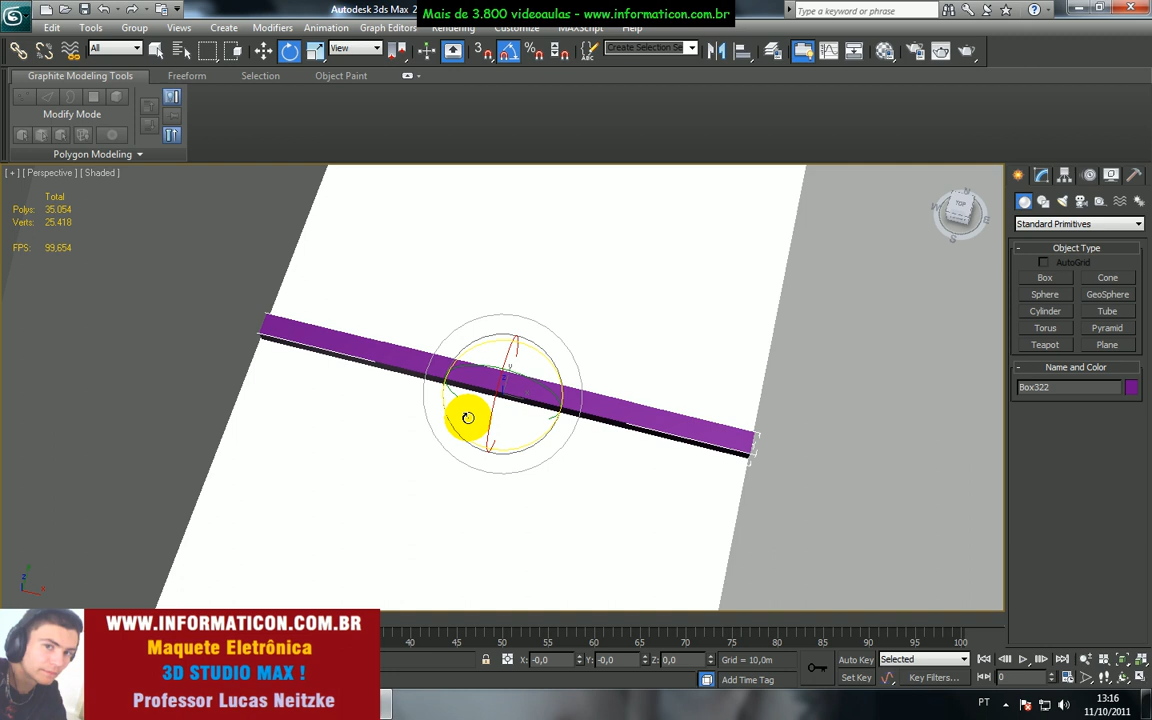 Autodesk 3ds Max 2
Mais de 3.800 videoaulas - www.informaticon.com.br
Type a keyword or phrase
Edit Tools Group Views Create Modifiers Animation Graph Editors Rendering Customize MAXScript Help
All View Create Selection Se
Graphite Modeling Tools Freeform Selection Object Paint
Modify Mode
Polygon Modeling
[ + ] [ Perspective ] [ Shaded ]
Total
Polys: 35.054
Verts: 25.418
FPS: 99,654
TOP
Standard Primitives
Object Type
AutoGrid
Box Cone
Sphere GeoSphere
Cylinder Tube
Torus Pyramid
Teapot Plane
Name and Color
Box322
WWW.INFORMATICON.COM.BR
Maquete Eletrônica
3D STUDIO MAX !
Professor Lucas Neitzke
45 50 55 60 65 70 75 80 85 90 95 100
X: -0,0 Y: -0,0 Z: 0,0 Grid = 10,0m Auto Key Selected
Add Time Tag Set Key Key Filters... 0
PT 13:16
11/10/2011